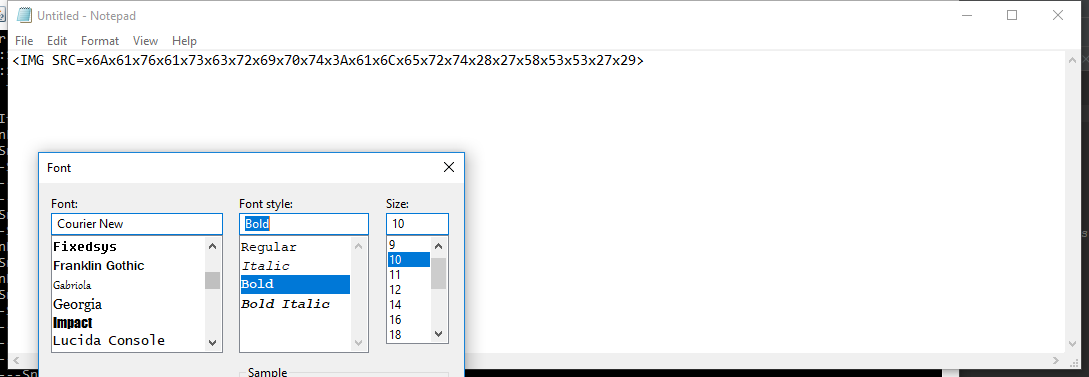 Untitled - Notepad
File Edit Format View Help
<IMG SRC=x6Ax61x76x61x73x63x72x69x70x74x3Ax61x6Cx65x72x74x28x27x58x53x53x27x29>
Font
Font: Font style: Size:
Courier New Bold 10
Fixedsys Regular 9
Franklin Gothic Italic 10
Gabriola Bold 11
Georgia Bold Italic 12
Impact 14
Lucida Console 16
18
Sample